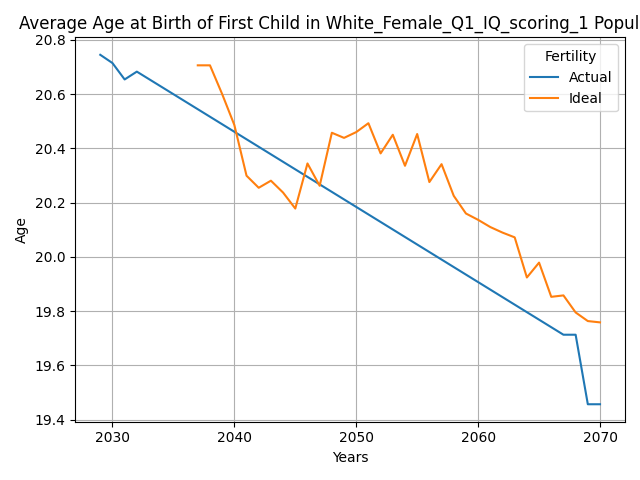 Average Age at Birth of First Child in White_Female_Q1_IQ_scoring_1 Popul
20.8
20.6
20.4
20.2
20.0
19.8
19.6
19.4
Age
Fertility
Actual
Ideal
2030
2040
2050
2060
2070
Years